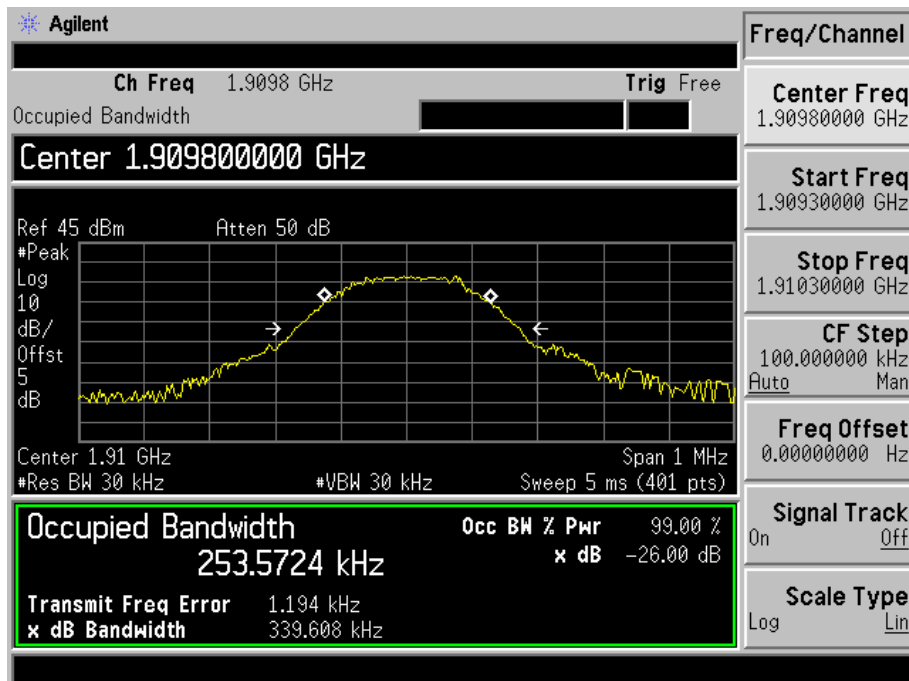 Agilent
Freq/Channel
Ch Freq 1.9098 GHz Trig Free
Occupied Bandwidth
Center 1.909800000 GHz
Ref 45 dBm Atten 50 dB
#Peak
Log
10
dB/
Offst
5
dB
Center 1.91 GHz Span 1 MHz
#Res BW 30 kHz #VBW 30 kHz Sweep 5 ms (401 pts)
Occupied Bandwidth
253.5724 kHz
Occ BW % Pwr 99.00 %
x dB -26.00 dB
Transmit Freq Error 1.194 kHz
x dB Bandwidth 339.608 kHz
Center Freq
1.90980000 GHz
Start Freq
1.90930000 GHz
Stop Freq
1.91030000 GHz
CF Step
100.000000 kHz
Auto Man
Freq Offset
0.00000000 Hz
Signal Track
On Off
Scale Type
Log Lin